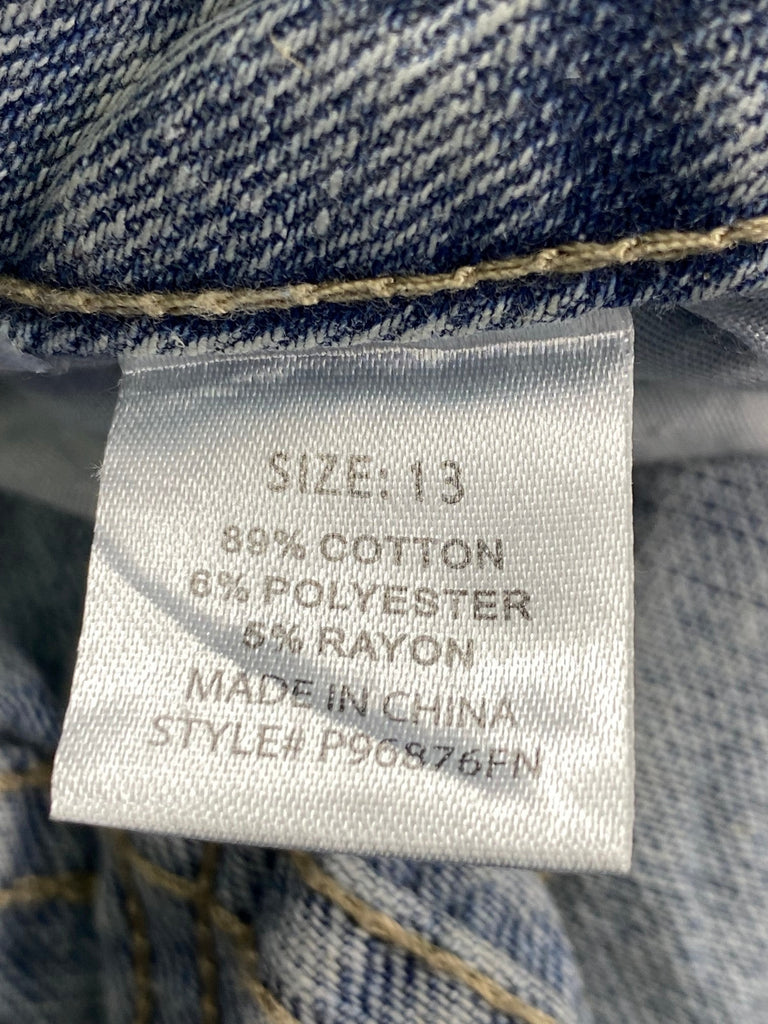 SIZE: 13
89% COTTON
6% POLYESTER
5% RAYON
MADE IN CHINA
STYLE# P96876FN